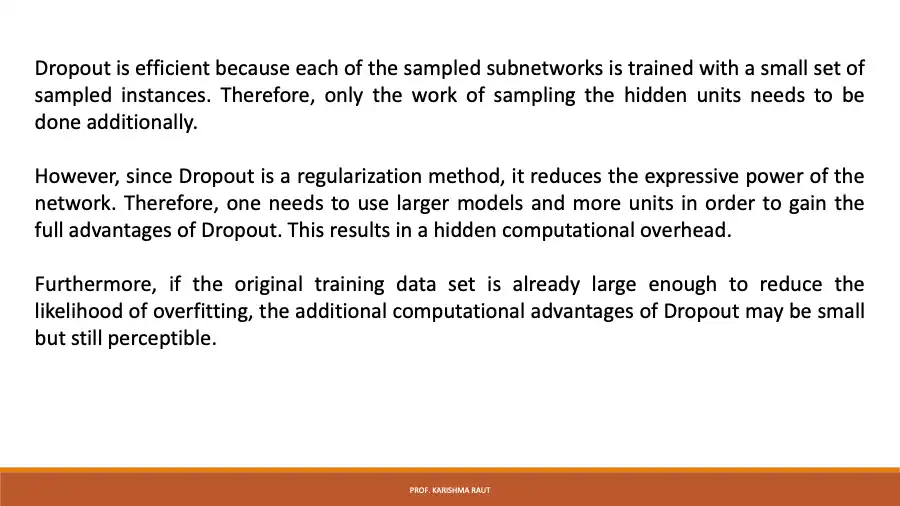 Dropout is efficient because each of the sampled subnetworks is trained with a small set of
sampled instances. Therefore, only the work of sampling the hidden units needs to be
done additionally.
However, since Dropout is a regularization method, it reduces the expressive power of the
network. Therefore, one needs to use larger models and more units in order to gain the
full advantages of Dropout. This results in a hidden computational overhead.
Furthermore, if the original training data set is already large enough to reduce the
likelihood of overfitting, the additional computational advantages of Dropout may be small
but still perceptible.
PROF. KARISHMA RAUT